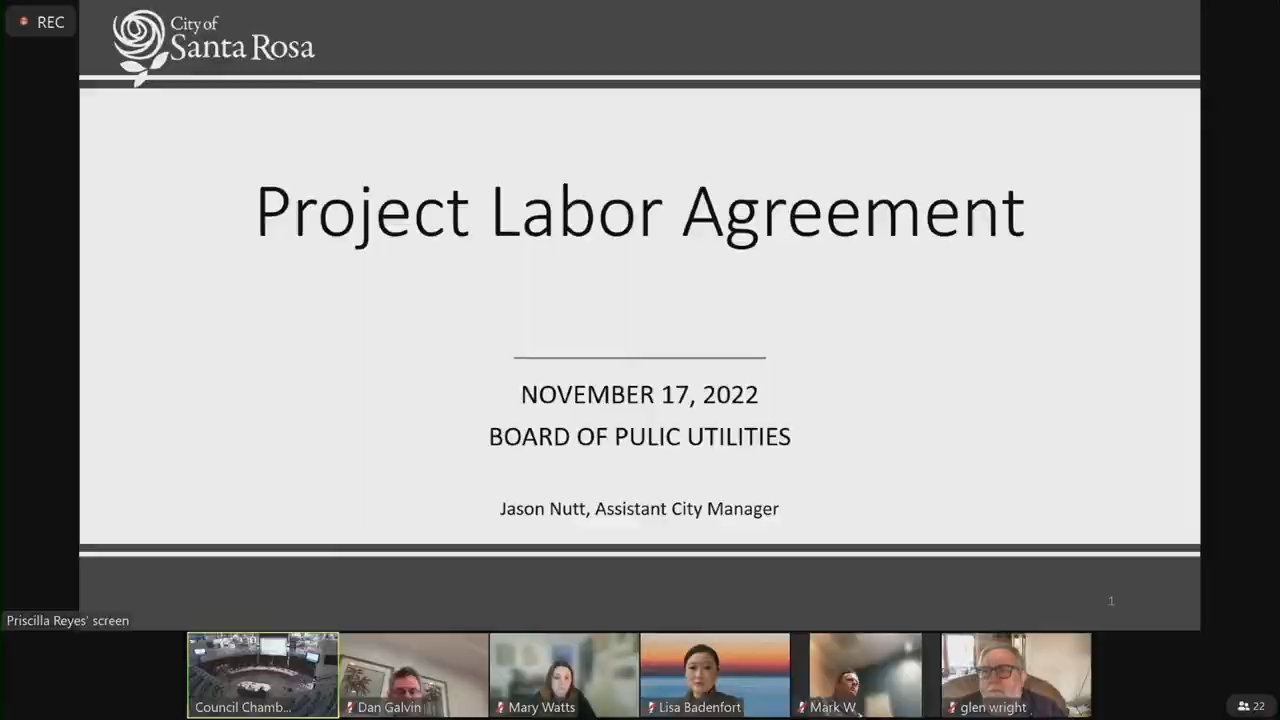 REC
City of
Santa Rosa
Project Labor Agreement
NOVEMBER 17, 2022
BOARD OF PULIC UTILITIES
Jason Nutt, Assistant City Manager
1
Priscilla Reyes' screen
Council Chamb...
Dan Galvin
Mary Watts
Lisa Badenfort
Mark W
glen wright
22